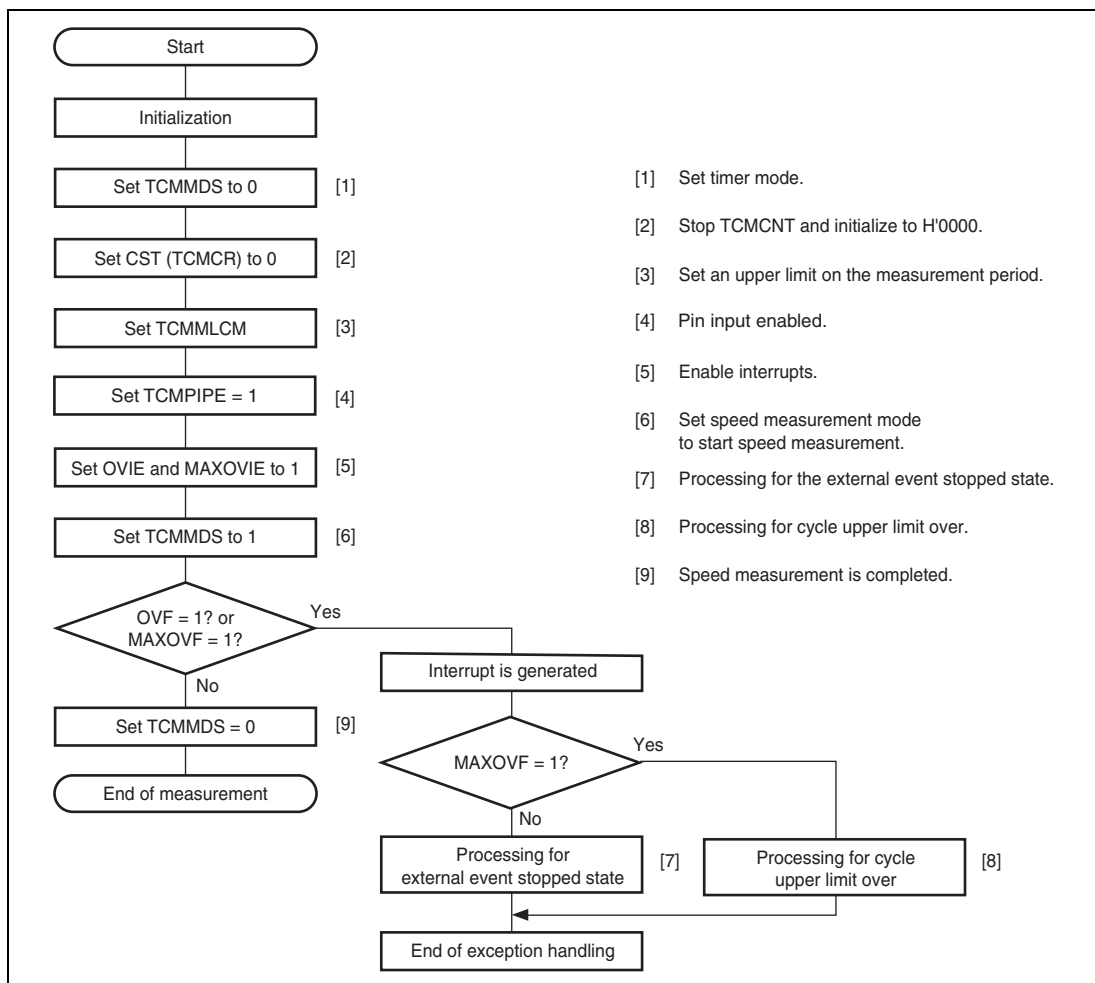 Start
Initialization
Set TCMMDS to 0 [1]
Set CST (TCMCR) to 0 [2]
Set TCMMLCM [3]
Set TCMPIPE = 1 [4]
Set OVIE and MAXOVIE to 1 [5]
Set TCMMDS to 1 [6]
OVF = 1? or
MAXOVF = 1?
Yes
No
Set TCMMDS = 0 [9]
End of measurement
Interrupt is generated
MAXOVF = 1?
Yes
No
Processing for
external event stopped state
[7]
Processing for cycle
upper limit over
[8]
End of exception handling
[1] Set timer mode.
[2] Stop TCMCNT and initialize to H'0000.
[3] Set an upper limit on the measurement period.
[4] Pin input enabled.
[5] Enable interrupts.
[6] Set speed measurement mode
to start speed measurement.
[7] Processing for the external event stopped state.
[8] Processing for cycle upper limit over.
[9] Speed measurement is completed.